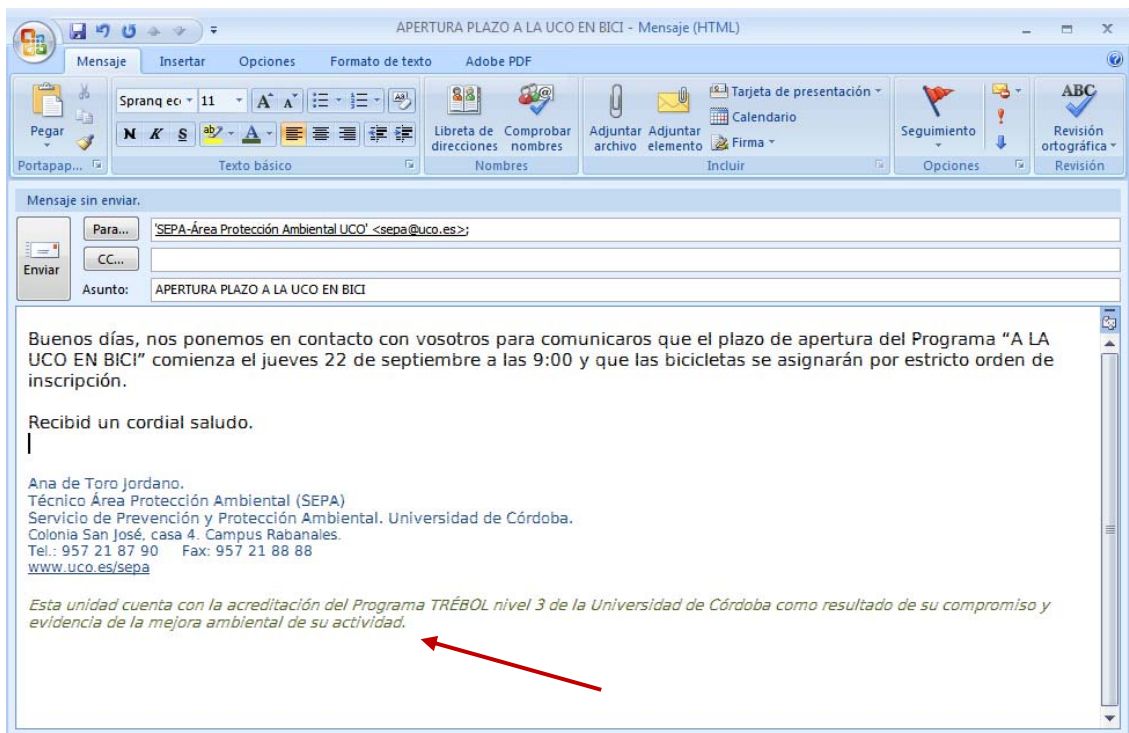 APERTURA PLAZO A LA UCO EN BICI - Mensaje (HTML)
Mensaje Insertar Opciones Formato de texto Adobe PDF
Pegar
Spranq eco 11
N K S
Libreta de direcciones
Comprobar nombres
Adjuntar archivo
Adjuntar elemento
Tarjeta de presentación
Calendario
Firma
Seguimiento
ABC
Revisión ortográfica
Portapap... Texto básico Nombres Incluir Opciones Revisión
Mensaje sin enviar.
Enviar
Para... 'SEPA-Área Protección Ambiental UCO' <sepa@uco.es>;
CC...
Asunto: APERTURA PLAZO A LA UCO EN BICI
Buenos días, nos ponemos en contacto con vosotros para comunicaros que el plazo de apertura del Programa “A LA
UCO EN BICI” comienza el jueves 22 de septiembre a las 9:00 y que las bicicletas se asignarán por estricto orden de
inscripción.
Recibid un cordial saludo.
Ana de Toro Jordano.
Técnico Área Protección Ambiental (SEPA)
Servicio de Prevención y Protección Ambiental. Universidad de Córdoba.
Colonia San José, casa 4. Campus Rabanales.
Tel.: 957 21 87 90 Fax: 957 21 88 88
www.uco.es/sepa
Esta unidad cuenta con la acreditación del Programa TRÉBOL nivel 3 de la Universidad de Córdoba como resultado de su compromiso y
evidencia de la mejora ambiental de su actividad.